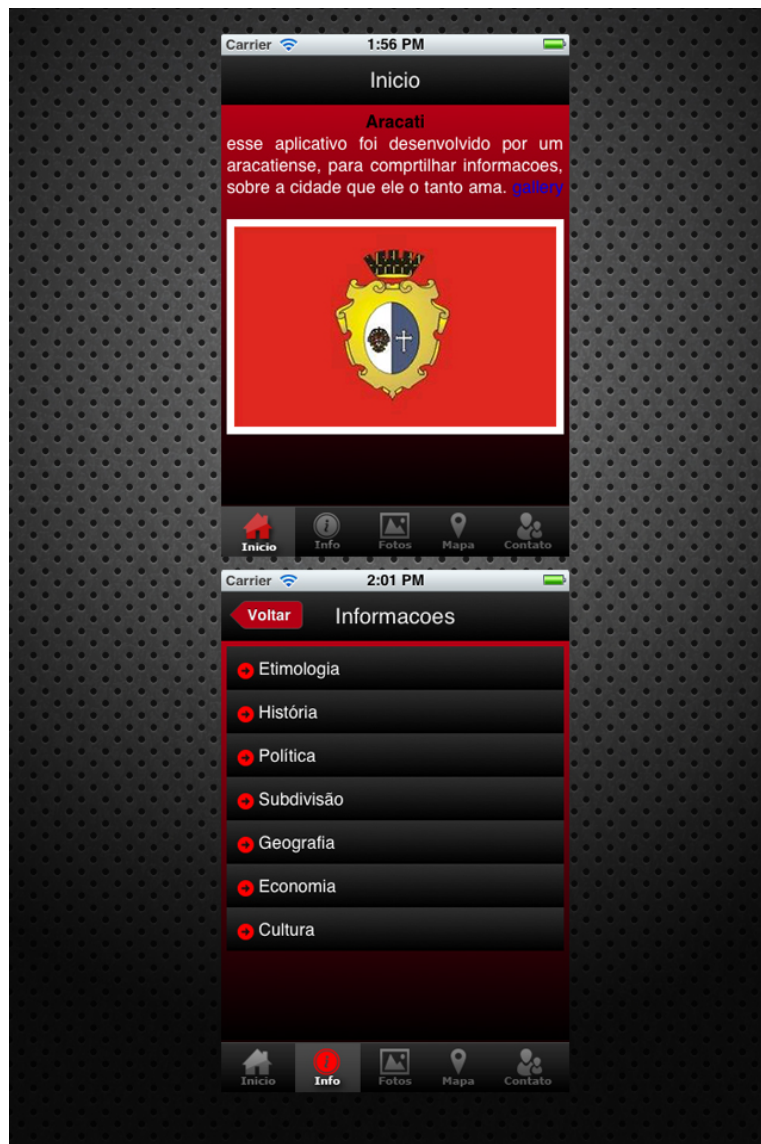 Carrier 1:56 PM
Inicio
Aracati
esse aplicativo foi desenvolvido por um
aracatiense, para comprtilhar informacoes,
sobre a cidade que ele o tanto ama. gallery
Inicio Info Fotos Mapa Contato
Carrier 2:01 PM
Voltar Informacoes
Etimologia
História
Política
Subdivisão
Geografia
Economia
Cultura
Inicio Info Fotos Mapa Contato